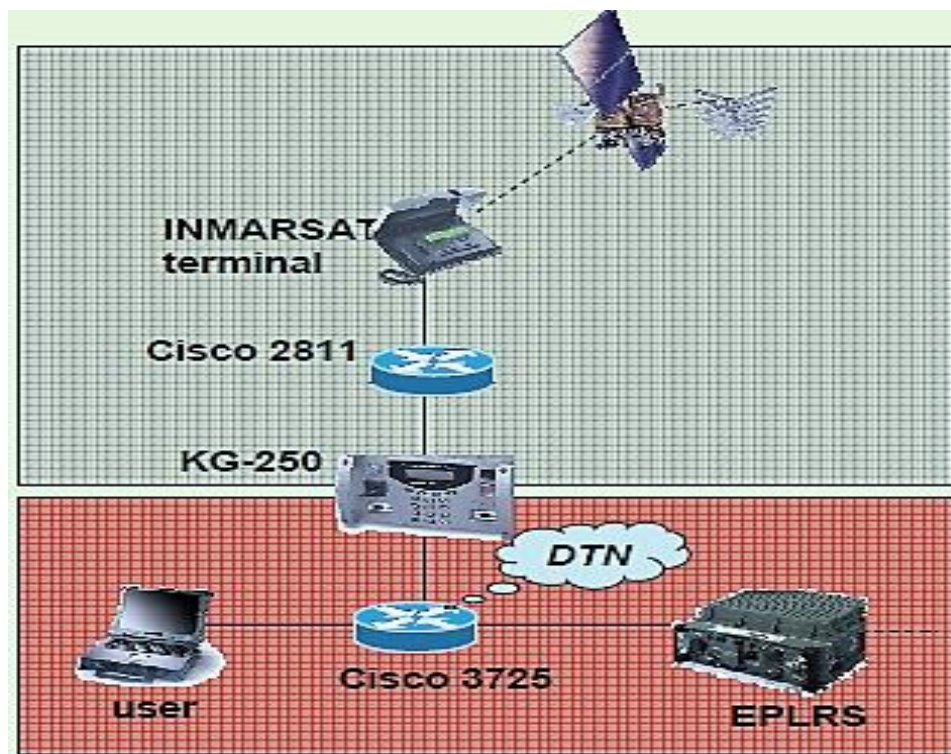 INMARSAT
terminal
Cisco 2811
KG-250
DTN
Cisco 3725
user
EPLRS